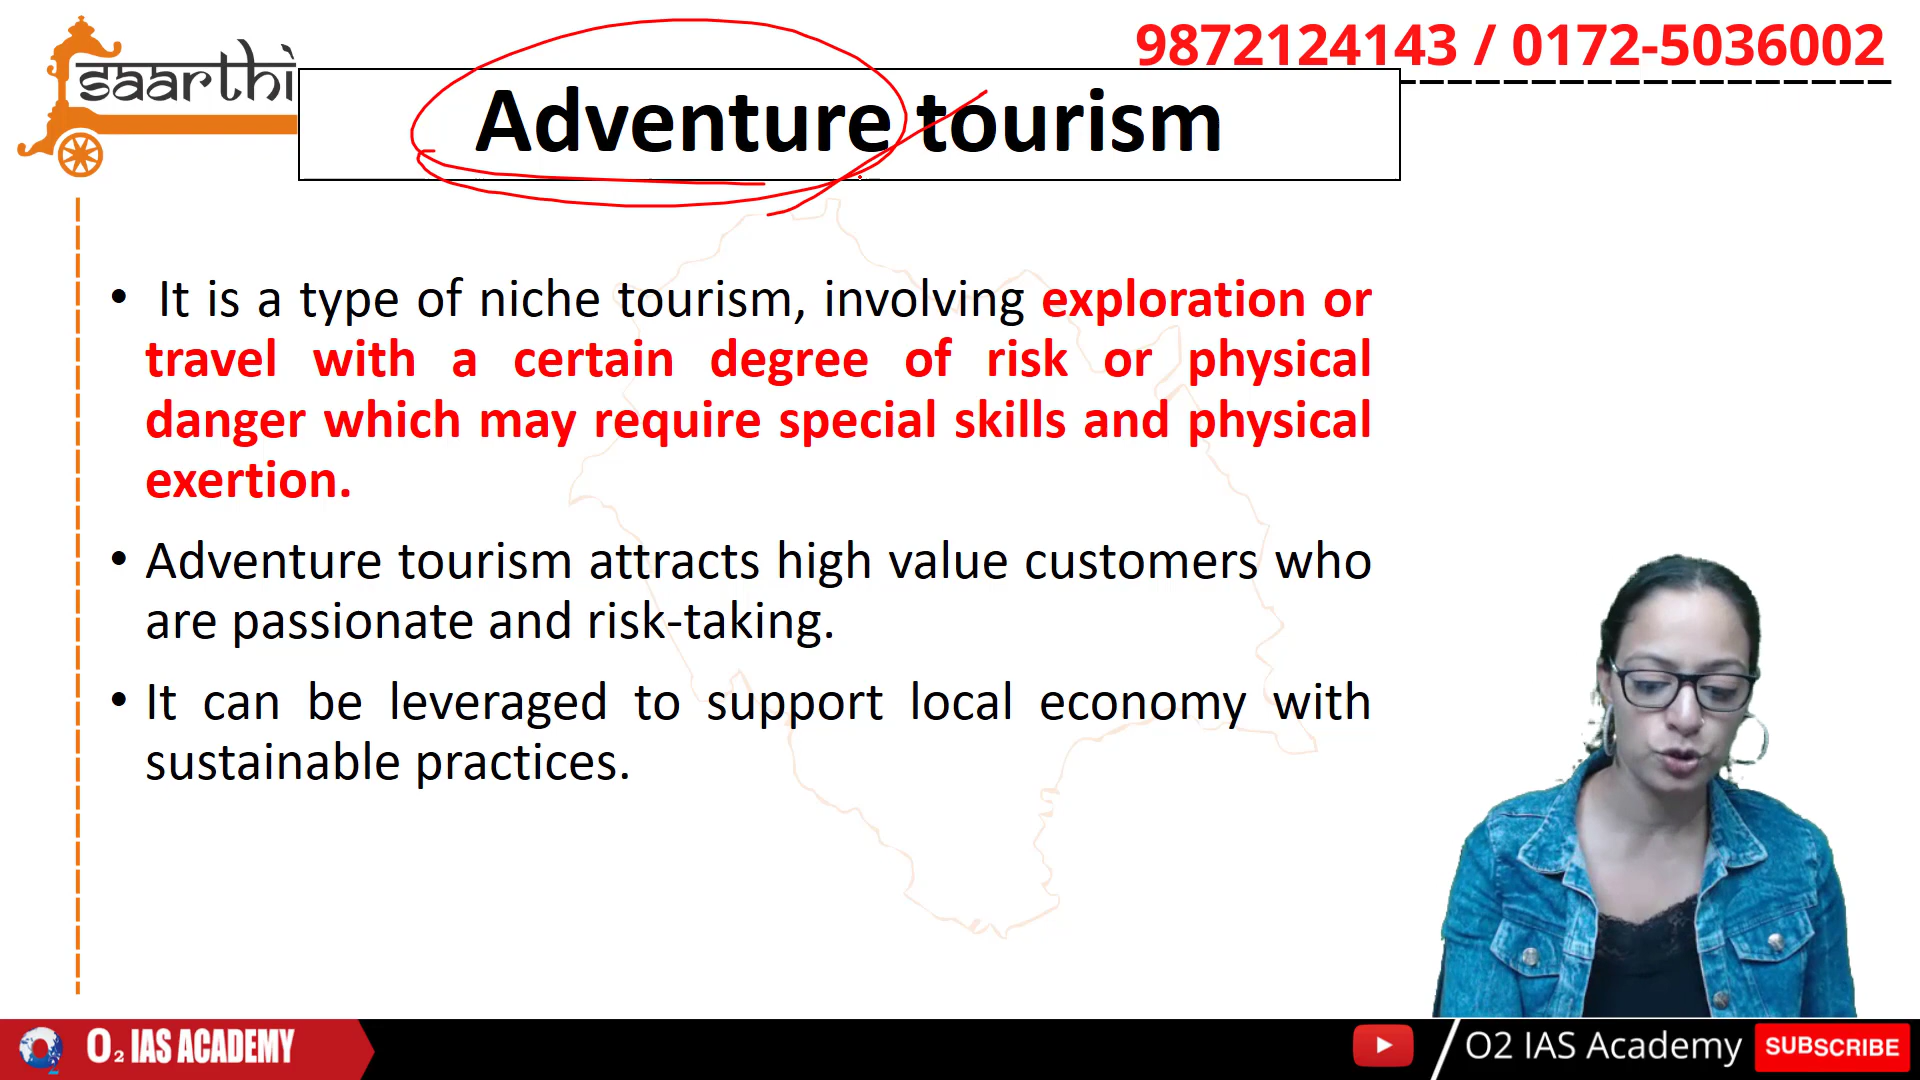 saarthi
9872124143 / 0172-5036002
Adventure tourism
• It is a type of niche tourism, involving exploration or
travel with a certain degree of risk or physical
danger which may require special skills and physical
exertion.
• Adventure tourism attracts high value customers who
are passionate and risk-taking.
• It can be leveraged to support local economy with
sustainable practices.
O2 IAS ACADEMY
O2 IAS Academy
SUBSCRIBE